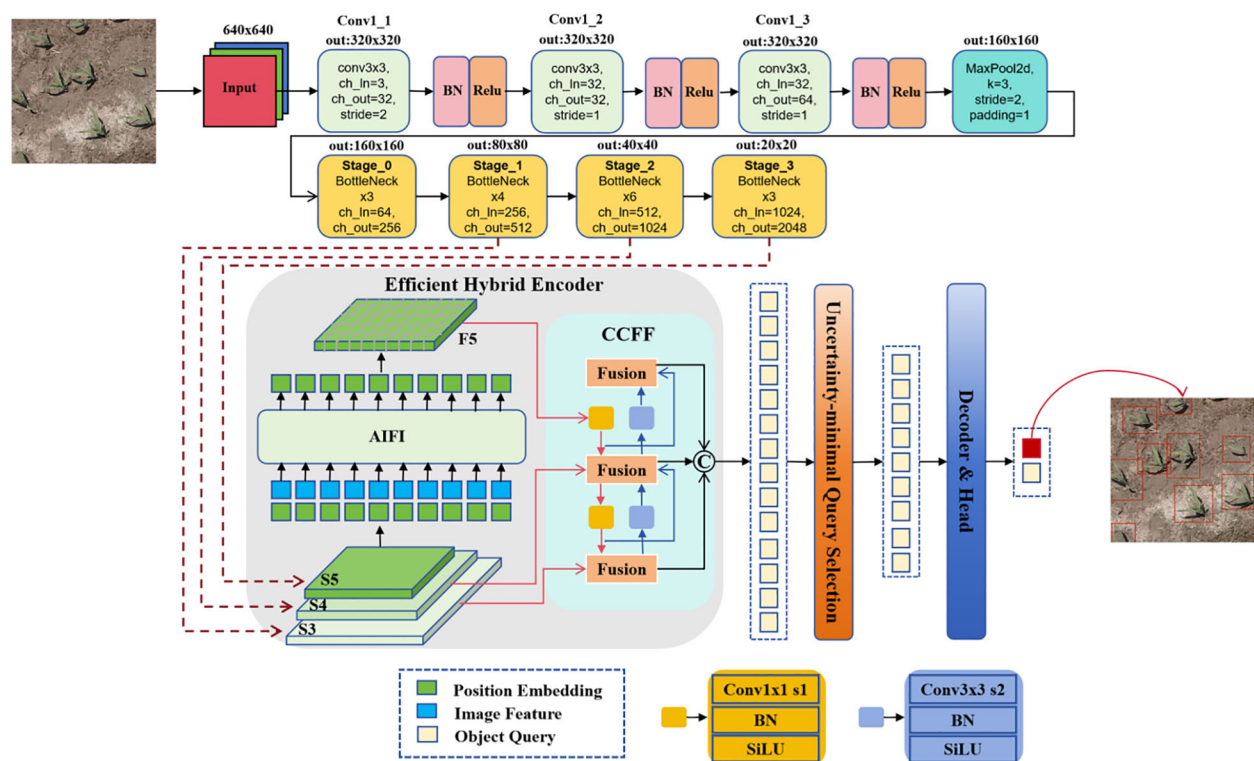 640x640
Input
Conv1_1
out:320x320
conv3x3,
ch_In=3,
ch_out=32,
stride=2
BN
Relu
Conv1_2
out:320x320
conv3x3,
ch_In=32,
ch_out=32,
stride=1
BN
Relu
Conv1_3
out:320x320
conv3x3,
ch_In=32,
ch_out=64,
stride=1
BN
Relu
out:160x160
MaxPool2d,
k=3,
stride=2,
padding=1
out:160x160
Stage_0
BottleNeck
x3
ch_In=64,
ch_out=256
out:80x80
Stage_1
BottleNeck
x4
ch_In=256,
ch_out=512
out:40x40
Stage_2
BottleNeck
x6
ch_In=512,
ch_out=1024
out:20x20
Stage_3
BottleNeck
x3
ch_In=1024,
ch_out=2048
Efficient Hybrid Encoder
F5
AIFI
S5
S4
S3
CCFF
Fusion
Fusion
Fusion
C
Uncertainty-minimal Query Selection
Decoder & Head
Position Embedding
Image Feature
Object Query
Conv1x1 s1
BN
SiLU
Conv3x3 s2
BN
SiLU